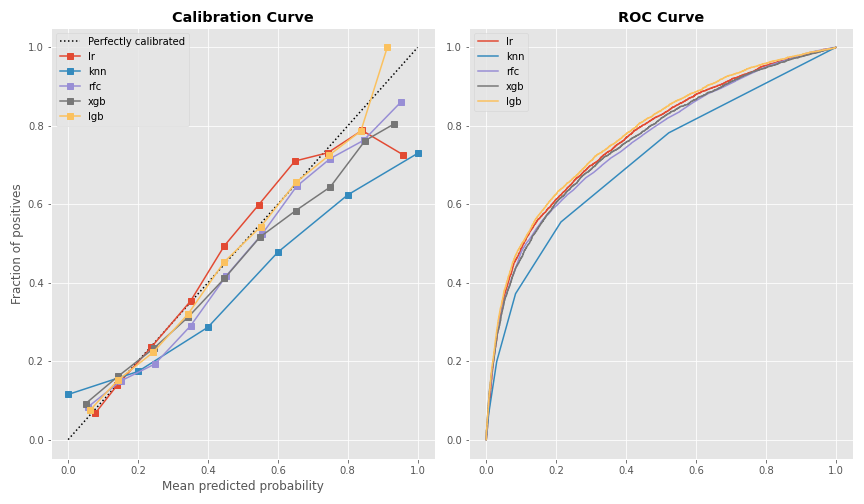 Calibration Curve
Perfectly calibrated
lr
knn
rfc
xgb
lgb
1.0
0.8
0.6
0.4
0.2
0.0
Fraction of positives
0.0 0.2 0.4 0.6 0.8 1.0
Mean predicted probability
ROC Curve
lr
knn
rfc
xgb
lgb
1.0
0.8
0.6
0.4
0.2
0.0
0.0 0.2 0.4 0.6 0.8 1.0